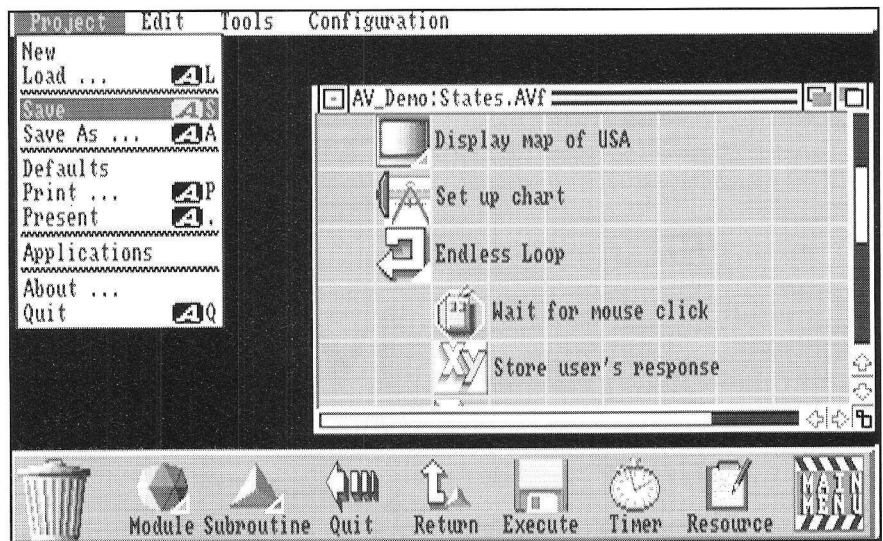 Project Edit Tools Configuration
New
Load ... A L
Save A S
Save As ... A A
Defaults
Print ... A P
Present A .
Applications
About ...
Quit A Q
AV_Demo:States.AVf
Display map of USA
Set up chart
Endless Loop
Wait for mouse click
Xy Store user's response
Module Subroutine Quit Return Execute Timer Resource
MAIN
MENU